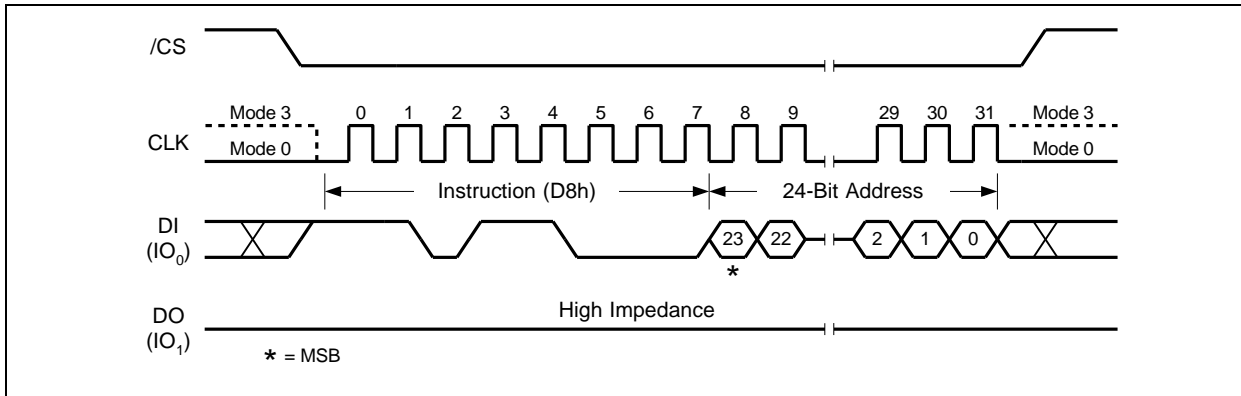 /CS
Mode 3 0 1 2 3 4 5 6 7 8 9 29 30 31 Mode 3
CLK
Mode 0 Mode 0
Instruction (D8h) 24-Bit Address
DI
(IO0)
23 22 2 1 0
*
High Impedance
DO
(IO1)
* = MSB